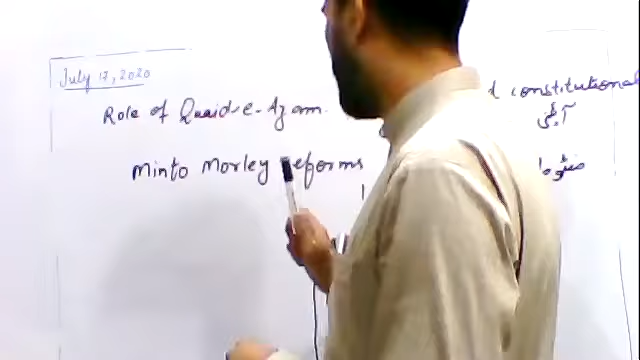 July 17, 2020
Role of Quaid-e-Azam constitutional
آئینی
Minto Morley Reforms